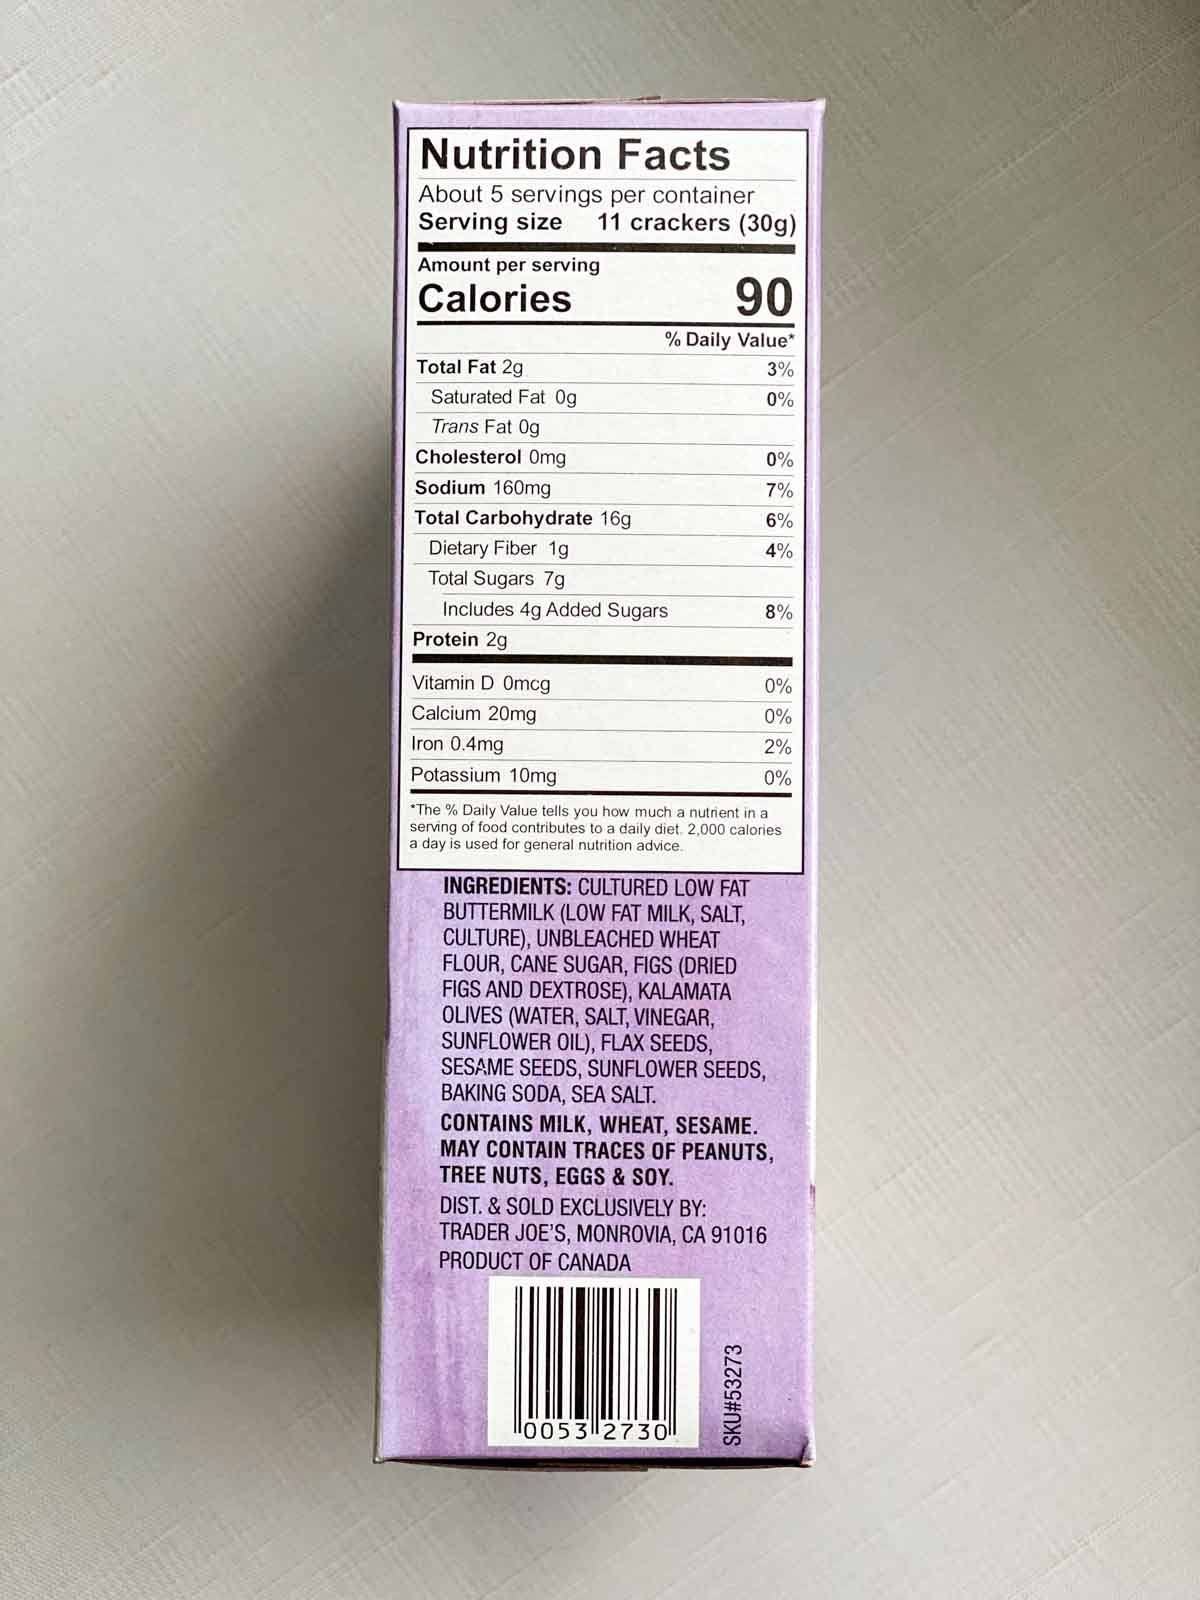 Nutrition Facts
About 5 servings per container
Serving size 11 crackers (30g)
Amount per serving
Calories 90
% Daily Value*
Total Fat 2g 3%
Saturated Fat 0g 0%
Trans Fat 0g
Cholesterol 0mg 0%
Sodium 160mg 7%
Total Carbohydrate 16g 6%
Dietary Fiber 1g 4%
Total Sugars 7g
Includes 4g Added Sugars 8%
Protein 2g
Vitamin D 0mcg 0%
Calcium 20mg 0%
Iron 0.4mg 2%
Potassium 10mg 0%
*The % Daily Value tells you how much a nutrient in a
serving of food contributes to a daily diet. 2,000 calories
a day is used for general nutrition advice.
INGREDIENTS: CULTURED LOW FAT
BUTTERMILK (LOW FAT MILK, SALT,
CULTURE), UNBLEACHED WHEAT
FLOUR, CANE SUGAR, FIGS (DRIED
FIGS AND DEXTROSE), KALAMATA
OLIVES (WATER, SALT, VINEGAR,
SUNFLOWER OIL), FLAX SEEDS,
SESAME SEEDS, SUNFLOWER SEEDS,
BAKING SODA, SEA SALT.
CONTAINS MILK, WHEAT, SESAME.
MAY CONTAIN TRACES OF PEANUTS,
TREE NUTS, EGGS & SOY.
DIST. & SOLD EXCLUSIVELY BY:
TRADER JOE'S, MONROVIA, CA 91016
PRODUCT OF CANADA
0053 2730
SKU#53273